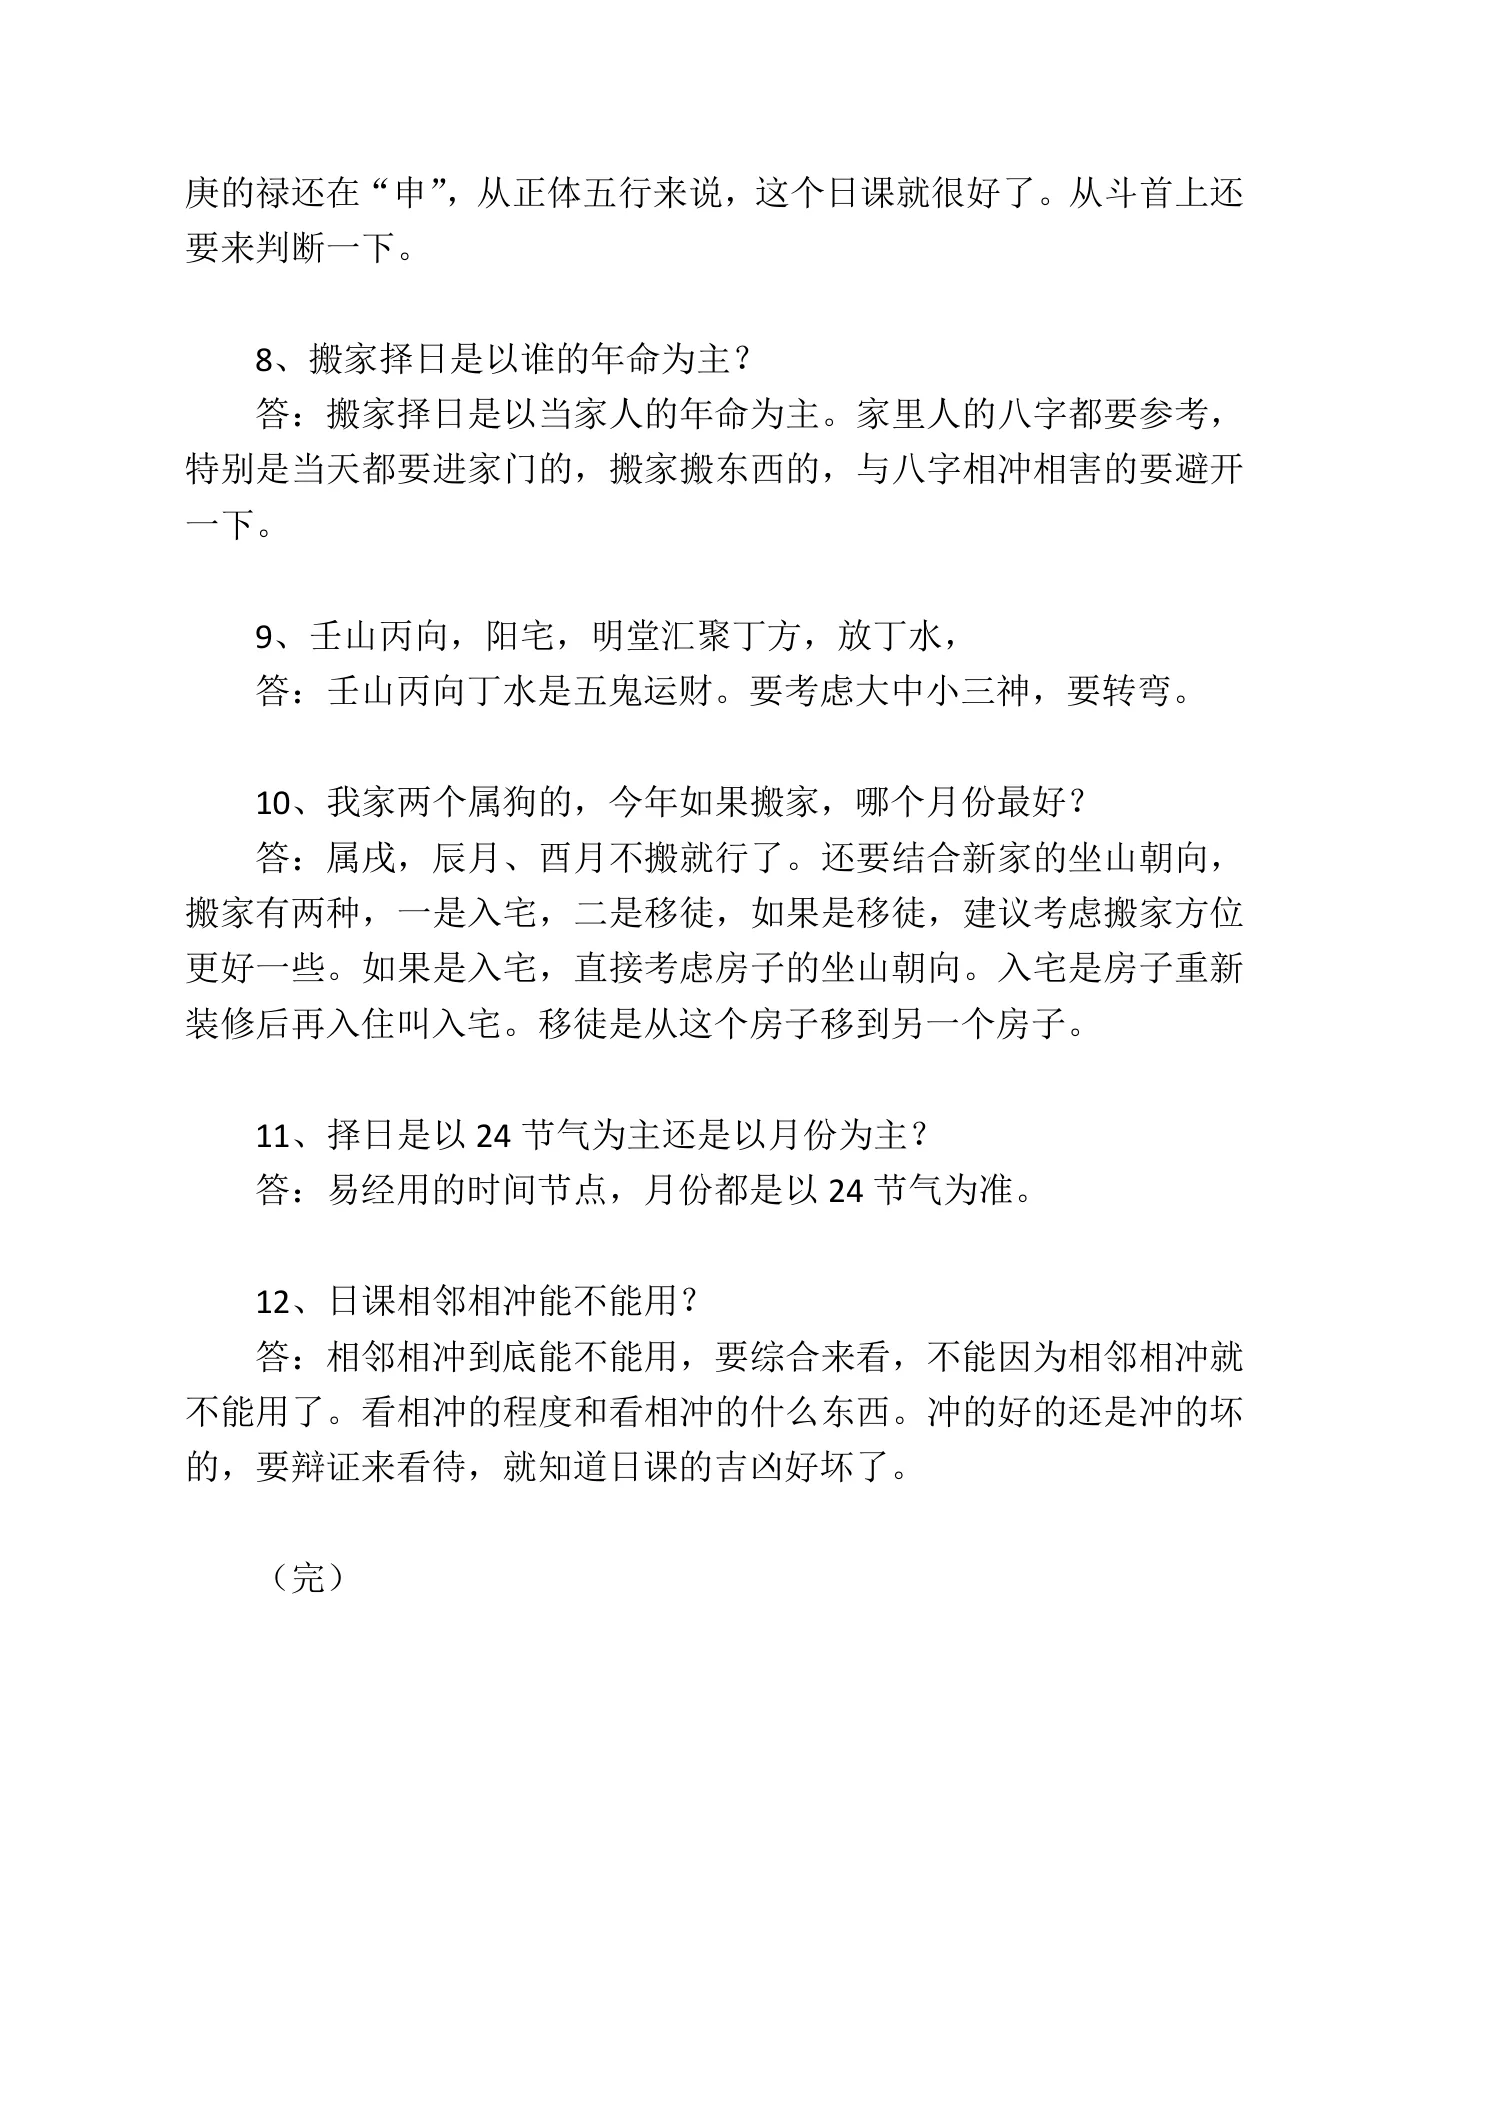 庚的禄还在“申”，从正体五行来说，这个日课就很好了。从斗首上还
要来判断一下。
8、搬家择日是以谁的年命为主？
答：搬家择日是以当家人的年命为主。家里人的八字都要参考，
特别是当天都要进家门的，搬家搬东西的，与八字相冲相害的要避开
一下。
9、壬山丙向，阳宅，明堂汇聚丁方，放丁水，
答：壬山丙向丁水是五鬼运财。要考虑大中小三神，要转弯。
10、我家两个属狗的，今年如果搬家，哪个月份最好？
答：属戌，辰月、酉月不搬就行了。还要结合新家的坐山朝向，
搬家有两种，一是入宅，二是移徒，如果是移徒，建议考虑搬家方位
更好一些。如果是入宅，直接考虑房子的坐山朝向。入宅是房子重新
装修后再入住叫入宅。移徒是从这个房子移到另一个房子。
11、择日是以 24 节气为主还是以月份为主？
答：易经用的时间节点，月份都是以 24 节气为准。
12、日课相邻相冲能不能用？
答：相邻相冲到底能不能用，要综合来看，不能因为相邻相冲就
不能用了。看相冲的程度和看相冲的什么东西。冲的好的还是冲的坏
的，要辩证来看待，就知道日课的吉凶好坏了。
（完）